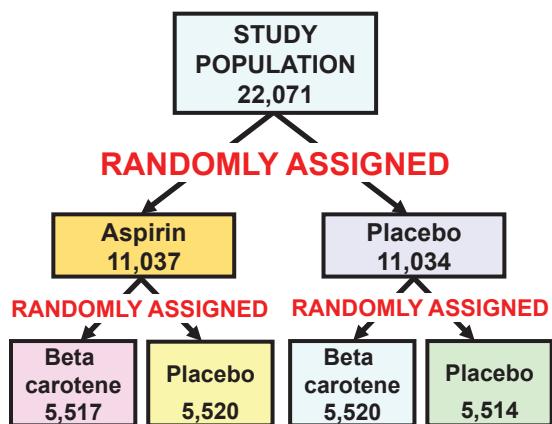 STUDY
POPULATION
22,071
RANDOMLY ASSIGNED
Aspirin
11,037
Placebo
11,034
RANDOMLY ASSIGNED
RANDOMLY ASSIGNED
Beta
carotene
5,517
Placebo
5,520
Beta
carotene
5,520
Placebo
5,514